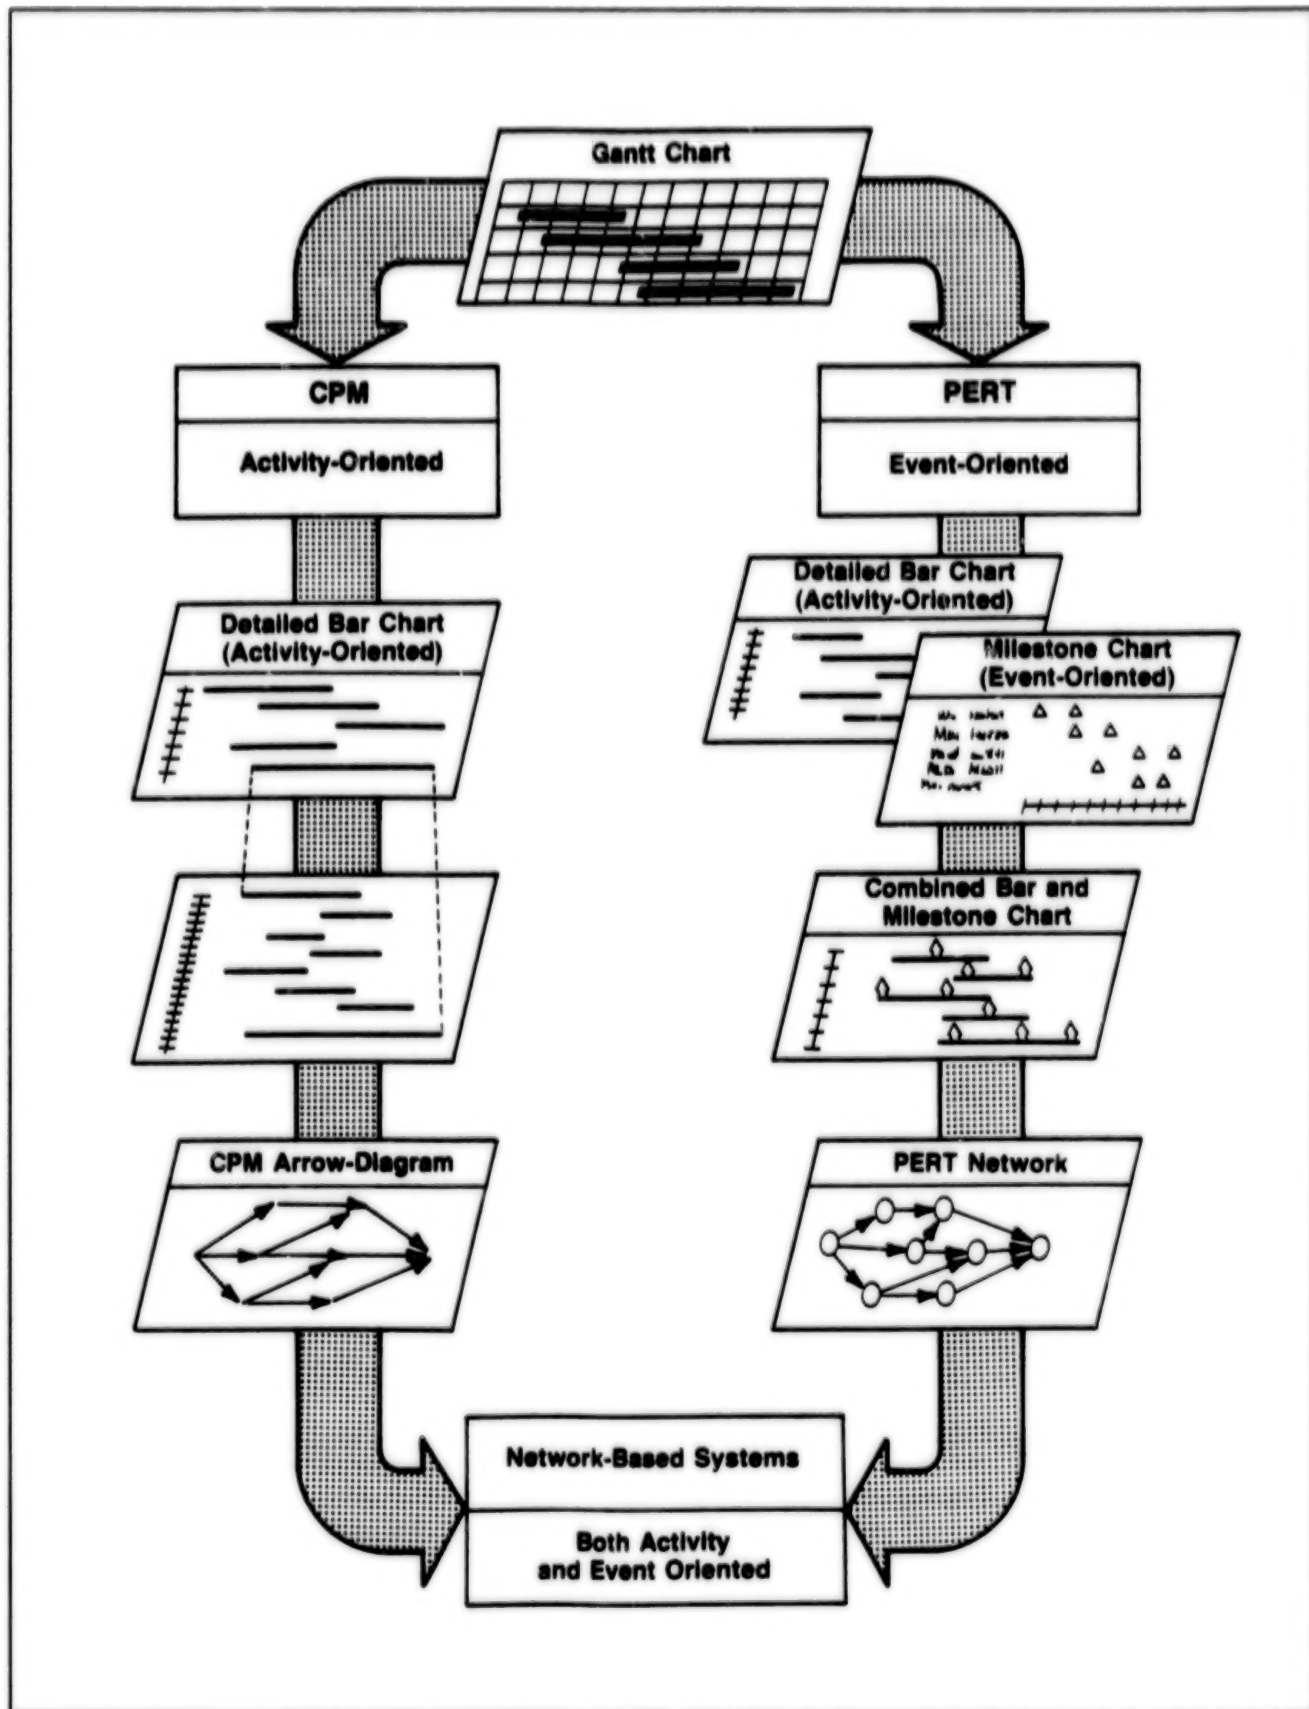 Gantt Chart
CPM
Activity-Oriented
PERT
Event-Oriented
Detailed Bar Chart
(Activity-Oriented)
Detailed Bar Chart
(Activity-Oriented)
Milestone Chart
(Event-Oriented)
Combined Bar and
Milestone Chart
CPM Arrow-Diagram
PERT Network
Network-Based Systems
Both Activity
and Event Oriented